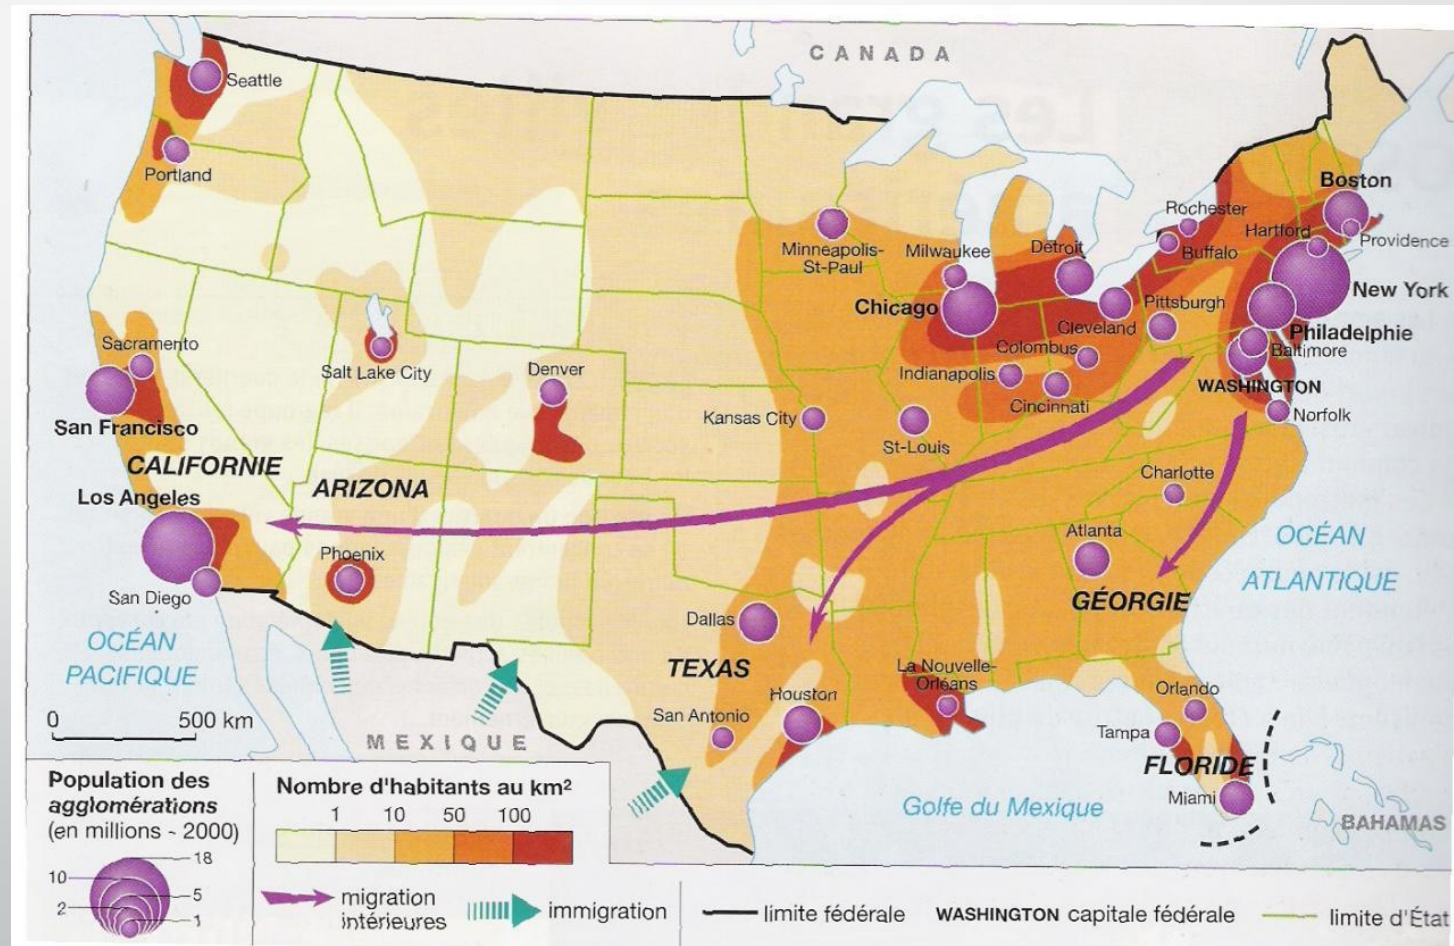 CANADA
Seattle
Portland
Boston
Rochester
Hartford
Providence
Buffalo
Minneapolis-
St-Paul
Milwaukee
Détroit
Chicago
New York
Pittsburgh
Cleveland
Philadelphie
Sacramento
Colombus
Baltimore
Salt Lake City
Denver
Indianapolis
WASHINGTON
Cincinnati
Norfolk
Kansas City
San Francisco
St-Louis
CALIFORNIE
Charlotte
Los Angeles
ARIZONA
Atlanta
OCÉAN
ATLANTIQUE
Phoenix
San Diego
GÉORGIE
Dallas
OCÉAN
PACIFIQUE
TEXAS
La Nouvelle-
Orléans
Houston
Orlando
San Antonio
Tampa
0 500 km
MEXIQUE
FLORIDE
Miami
Golfe du Mexique
BAHAMAS
Population des
agglomérations
(en millions - 2000)
18
10
5
2
1
Nombre d'habitants au km²
1 10 50 100
migration
intérieures
immigration
limite fédérale
WASHINGTON capitale fédérale
limite d'État